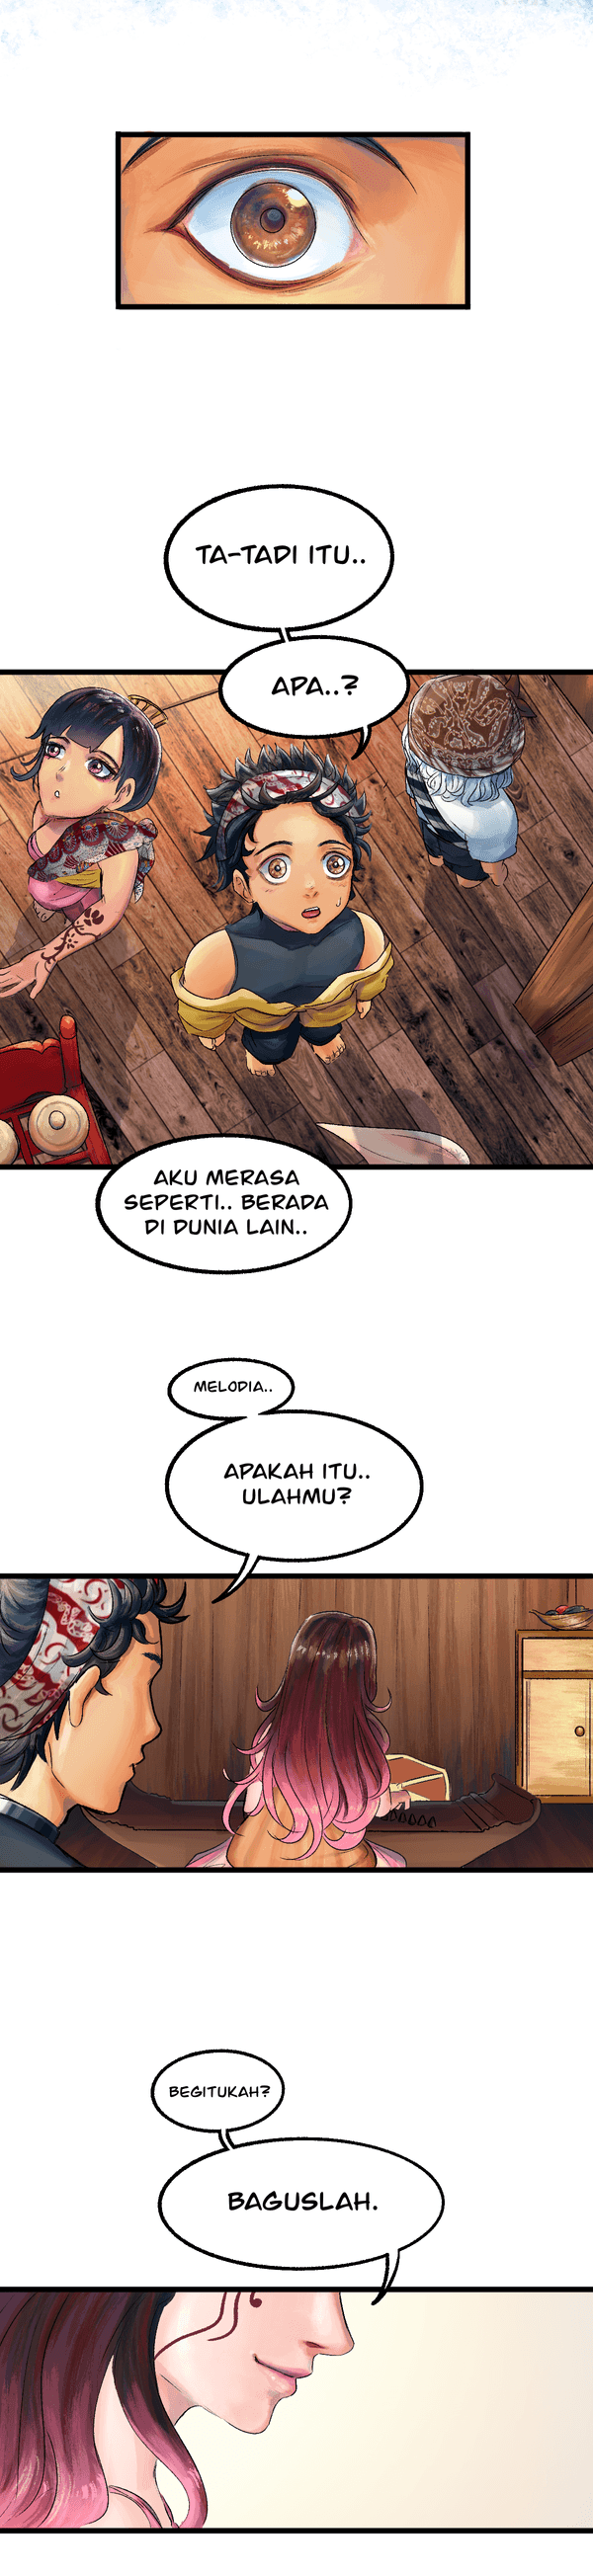 TA-TADI ITU..
APA..?
AKU MERASA
SEPERTI.. BERADA
DI DUNIA LAIN..
MELODIA..
APAKAH ITU..
ULAHMU?
BEGITUKAH?
BAGUSLAH.